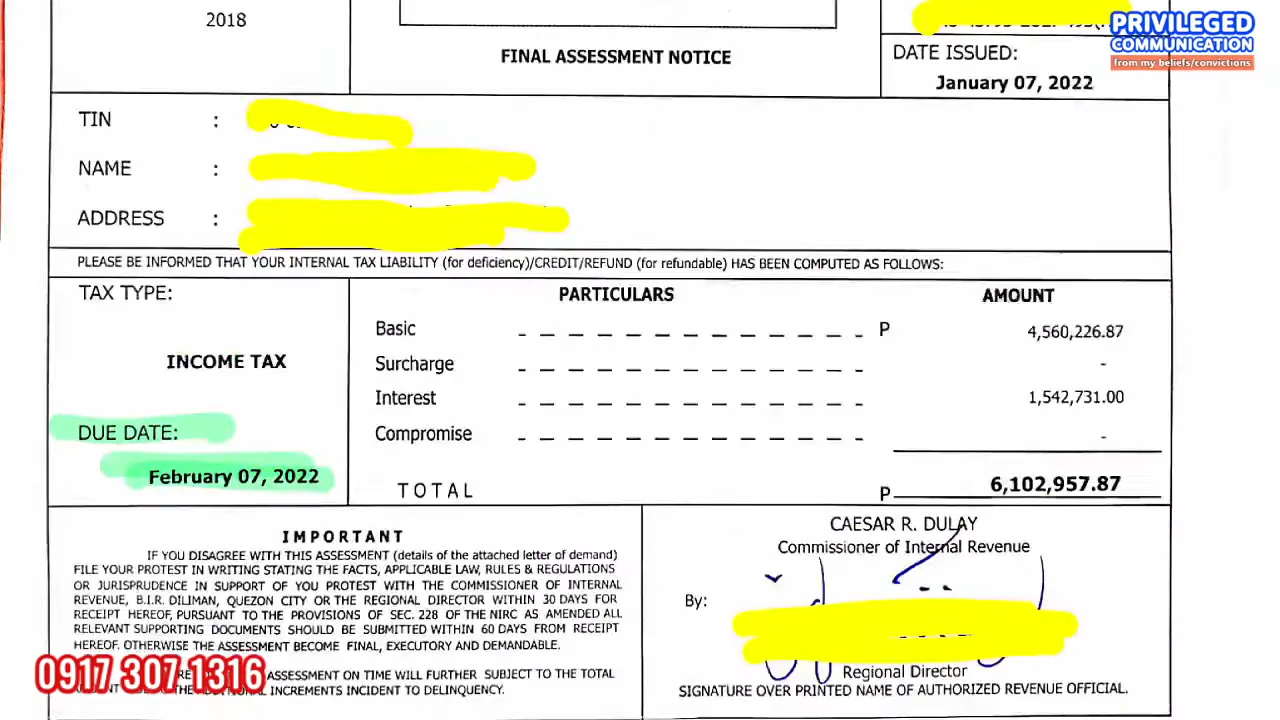 2018
FINAL ASSESSMENT NOTICE
PRIVILEGED
COMMUNICATION
from my beliefs/convictions
DATE ISSUED:
January 07, 2022
TIN :
NAME :
ADDRESS :
PLEASE BE INFORMED THAT YOUR INTERNAL TAX LIABILITY (for deficiency)/CREDIT/REFUND (for refundable) HAS BEEN COMPUTED AS FOLLOWS:
TAX TYPE:
INCOME TAX
DUE DATE:
February 07, 2022
PARTICULARS AMOUNT
Basic P 4,560,226.87
Surcharge -
Interest 1,542,731.00
Compromise -
TOTAL P 6,102,957.87
IMPORTANT
IF YOU DISAGREE WITH THIS ASSESSMENT (details of the attached letter of demand)
FILE YOUR PROTEST IN WRITING STATING THE FACTS, APPLICABLE LAW, RULES & REGULATIONS
OR JURISPRUDENCE IN SUPPORT OF YOU PROTEST WITH THE COMMISSIONER OF INTERNAL
REVENUE, B.I.R. DILIMAN, QUEZON CITY OR THE REGIONAL DIRECTOR WITHIN 30 DAYS FOR
RECEIPT HEREOF, PURSUANT TO THE PROVISIONS OF SEC. 228 OF THE NIRC AS AMENDED ALL
RELEVANT SUPPORTING DOCUMENTS SHOULD BE SUBMITTED WITHIN 60 DAYS FROM RECEIPT
HEREOF. OTHERWISE THE ASSESSMENT BECOME FINAL, EXECUTORY AND DEMANDABLE.
ASSESSMENT ON TIME WILL FURTHER SUBJECT TO THE TOTAL
INCREMENTS INCIDENT TO DELINQUENCY.
0917 307 1316
CAESAR R. DULAY
Commissioner of Internal Revenue
By:
Regional Director
SIGNATURE OVER PRINTED NAME OF AUTHORIZED REVENUE OFFICIAL.